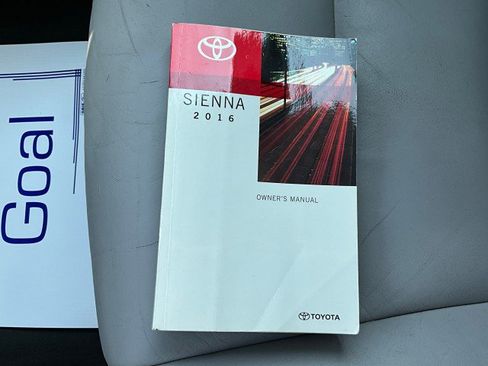 SIENNA
2016
OWNER'S MANUAL
TOYOTA
Goal